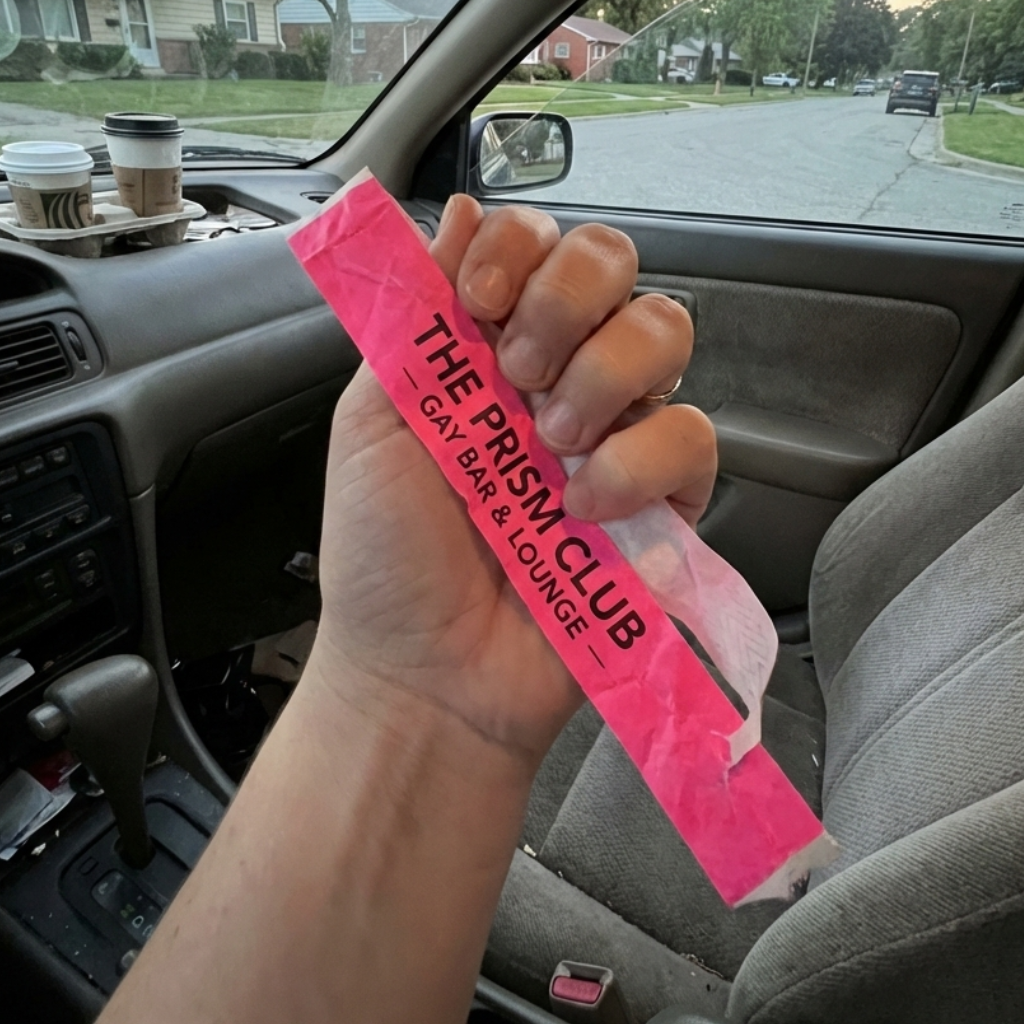 THE PRISM CLUB
— GAY BAR & LOUNGE —